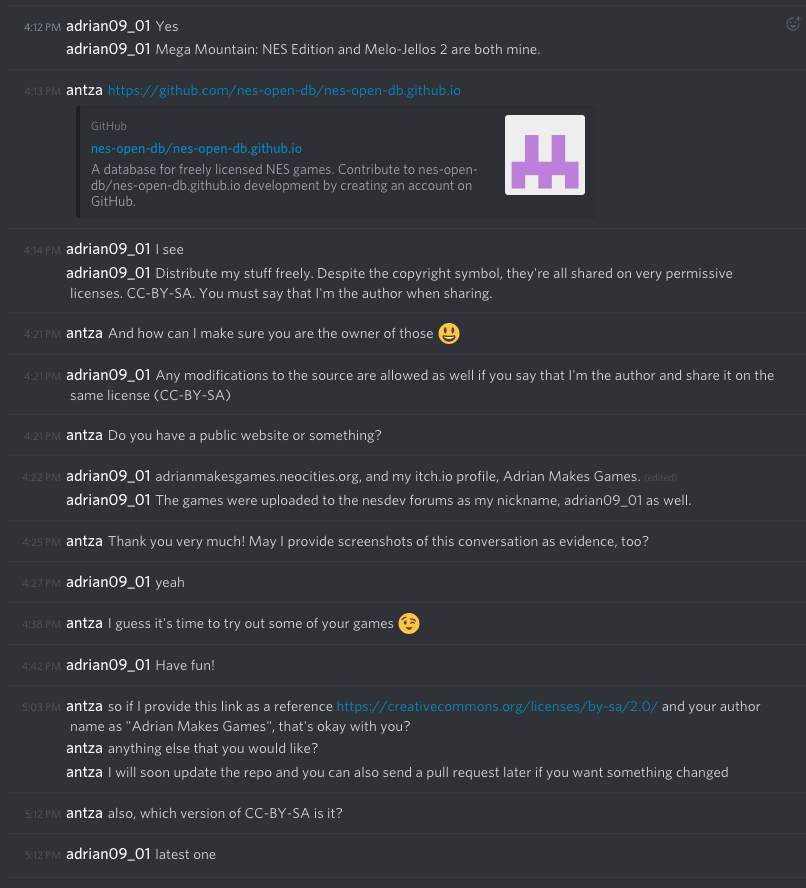 4:12 PM adrian09_01 Yes
adrian09_01 Mega Mountain: NES Edition and Melo-Jellos 2 are both mine.
4:13 PM antza https://github.com/nes-open-db/nes-open-db.github.io
GitHub
nes-open-db/nes-open-db.github.io
A database for freely licensed NES games. Contribute to nes-open-
db/nes-open-db.github.io development by creating an account on
GitHub.
4:14 PM adrian09_01 I see
adrian09_01 Distribute my stuff freely. Despite the copyright symbol, they're all shared on very permissive
licenses. CC-BY-SA. You must say that I'm the author when sharing.
4:21 PM antza And how can I make sure you are the owner of those 😃
4:21 PM adrian09_01 Any modifications to the source are allowed as well if you say that I'm the author and share it on the
same license (CC-BY-SA)
4:21 PM antza Do you have a public website or something?
4:22 PM adrian09_01 adrianmakesgames.neocities.org, and my itch.io profile, Adrian Makes Games. (edited)
adrian09_01 The games were uploaded to the nesdev forums as my nickname, adrian09_01 as well.
4:25 PM antza Thank you very much! May I provide screenshots of this conversation as evidence, too?
4:27 PM adrian09_01 yeah
4:38 PM antza I guess it's time to try out some of your games 😉
4:42 PM adrian09_01 Have fun!
5:03 PM antza so if I provide this link as a reference https://creativecommons.org/licenses/by-sa/2.0/ and your author
name as "Adrian Makes Games", that's okay with you?
antza anything else that you would like?
antza I will soon update the repo and you can also send a pull request later if you want something changed
5:12 PM antza also, which version of CC-BY-SA is it?
5:12 PM adrian09_01 latest one